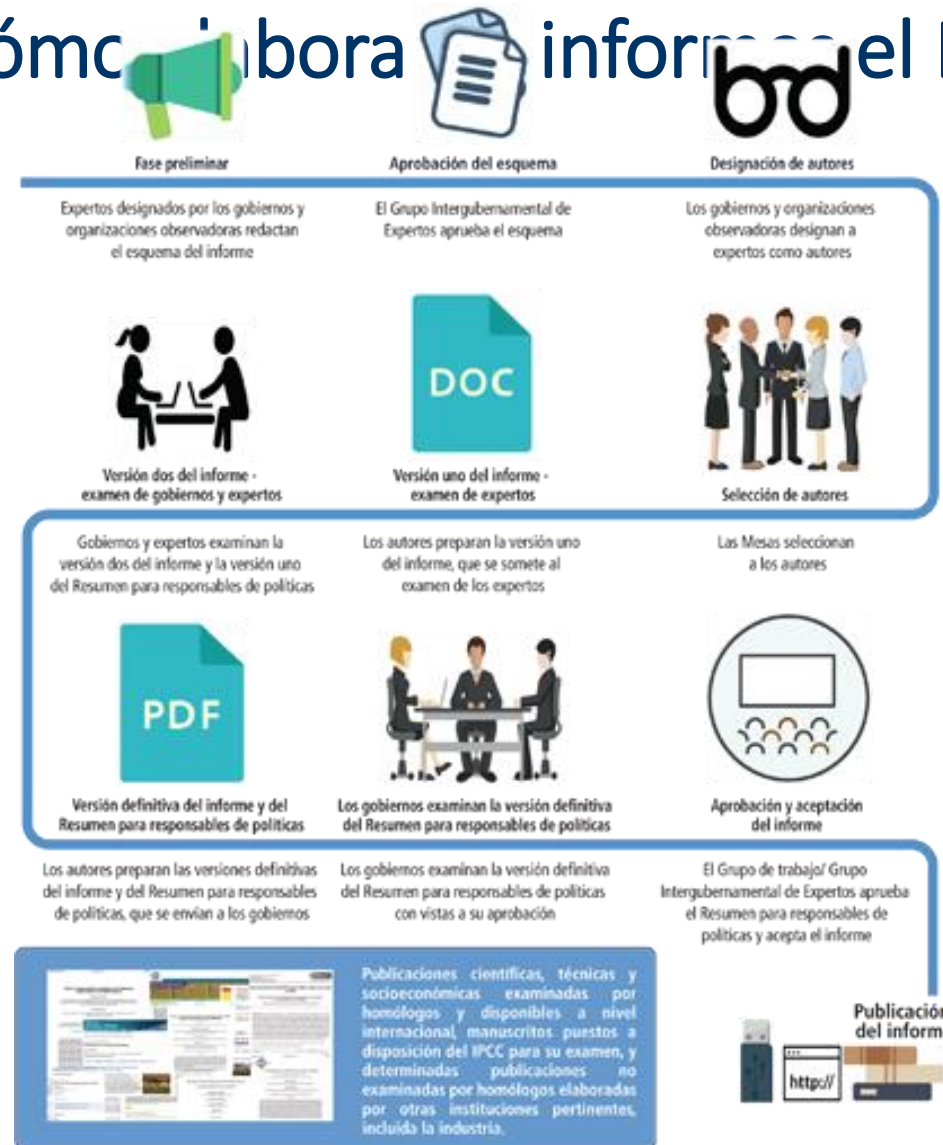 ómo elabora informes el
Fase preliminar
Expertos designados por los gobiernos y
organizaciones observadoras redactan
el esquema del informe
Aprobación del esquema
El Grupo Intergubernamental de
Expertos aprueba el esquema
Designación de autores
Los gobiernos y organizaciones
observadoras designan a
expertos como autores
Selección de autores
Las Mesas seleccionan
a los autores
DOC
Versión uno del informe -
examen de expertos
Los autores preparan la versión uno
del informe, que se somete al
examen de los expertos
Versión dos del informe -
examen de gobiernos y expertos
Gobiernos y expertos examinan la
versión dos del informe y la versión uno
del Resumen para responsables de políticas
PDF
Versión definitiva del informe y del
Resumen para responsables de políticas
Los autores preparan las versiones definitivas
del informe y del Resumen para responsables
de políticas, que se envian a los gobiernos
Los gobiernos examinan la versión definitiva
del Resumen para responsables de políticas
Los gobiernos examinan la versión definitiva
del Resumen para responsables de políticas
con vistas a su aprobación
Aprobación y aceptación
del informe
El Grupo de trabajo/ Grupo
Intergubernamental de Expertos aprueba
el Resumen para responsables de
políticas y acepta el informe
Publicación
del inform
http://
Publicaciones científicas, técnicas y
socioeconómicas examinadas por
homólogos y disponibles a nivel
internacional, manuscritos puestos a
disposición del IPCC para su examen, y
determinadas publicaciones no
examinadas por homólogos elaboradas
por otras instituciones pertinentes,
incluida la industria.